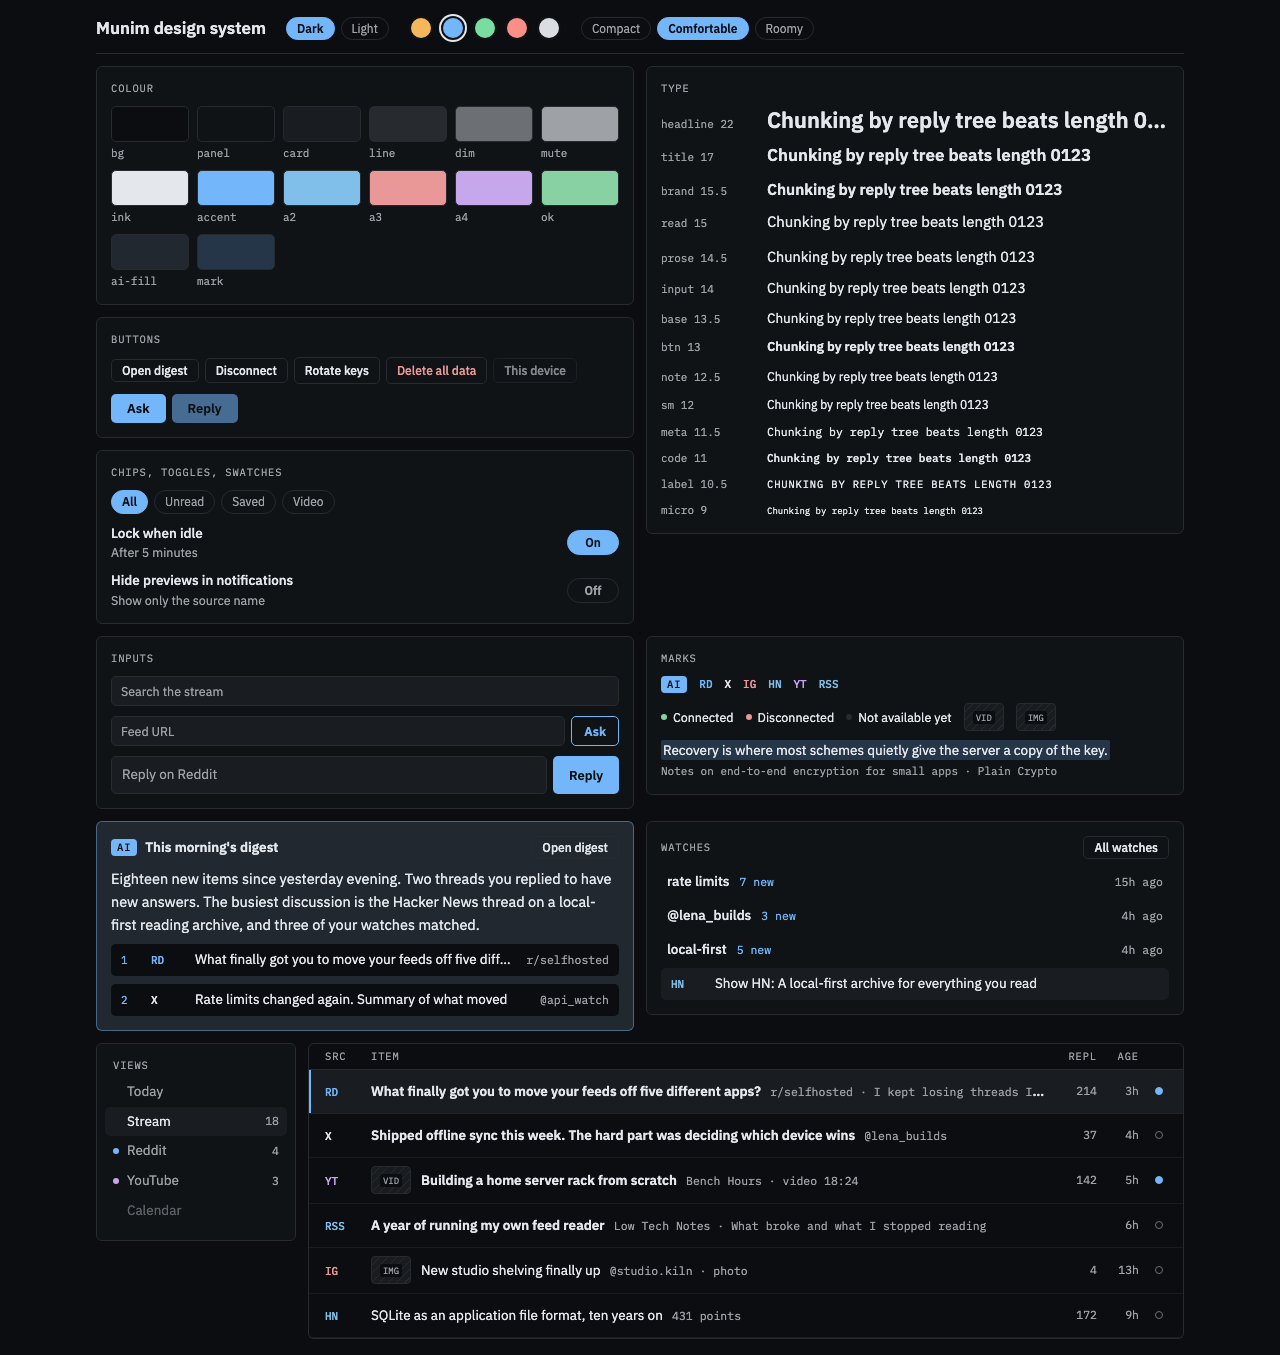 Munim design system Dark Light Compact Comfortable Roomy
COLOUR
bg panel card line dim mute
ink accent a2 a3 a4 ok
ai-fill mark
TYPE
headline 22 Chunking by reply tree beats length 0...
title 17 Chunking by reply tree beats length 0123
brand 15.5 Chunking by reply tree beats length 0123
read 15 Chunking by reply tree beats length 0123
prose 14.5 Chunking by reply tree beats length 0123
input 14 Chunking by reply tree beats length 0123
base 13.5 Chunking by reply tree beats length 0123
btn 13 Chunking by reply tree beats length 0123
note 12.5 Chunking by reply tree beats length 0123
sm 12 Chunking by reply tree beats length 0123
meta 11.5 Chunking by reply tree beats length 0123
code 11 Chunking by reply tree beats length 0123
label 10.5 CHUNKING BY REPLY TREE BEATS LENGTH 0123
micro 9 Chunking by reply tree beats length 0123
BUTTONS
Open digest Disconnect Rotate keys Delete all data This device
Ask Reply
CHIPS, TOGGLES, SWATCHES
All Unread Saved Video
Lock when idle
After 5 minutes
On
Hide previews in notifications
Show only the source name
Off
INPUTS
Search the stream
Feed URL Ask
Reply on Reddit Reply
MARKS
AI RD X IG HN YT RSS
Connected Disconnected Not available yet VID IMG
Recovery is where most schemes quietly give the server a copy of the key.
Notes on end-to-end encryption for small apps · Plain Crypto
AI This morning's digest Open digest
Eighteen new items since yesterday evening. Two threads you replied to have
new answers. The busiest discussion is the Hacker News thread on a local-
first reading archive, and three of your watches matched.
1 RD What finally got you to move your feeds off five diff... r/selfhosted
2 X Rate limits changed again. Summary of what moved @api_watch
WATCHES All watches
rate limits 7 new 15h ago
@lena_builds 3 new 4h ago
local-first 5 new 4h ago
HN Show HN: A local-first archive for everything you read
VIEWS
Today
Stream 18
Reddit 4
YouTube 3
Calendar
SRC ITEM REPL AGE
RD What finally got you to move your feeds off five different apps? r/selfhosted · I kept losing threads I... 214 3h
X Shipped offline sync this week. The hard part was deciding which device wins @lena_builds 37 4h
YT VID Building a home server rack from scratch Bench Hours · video 18:24 142 5h
RSS A year of running my own feed reader Low Tech Notes · What broke and what I stopped reading 6h
IG IMG New studio shelving finally up @studio.kiln · photo 4 13h
HN SQLite as an application file format, ten years on 431 points 172 9h